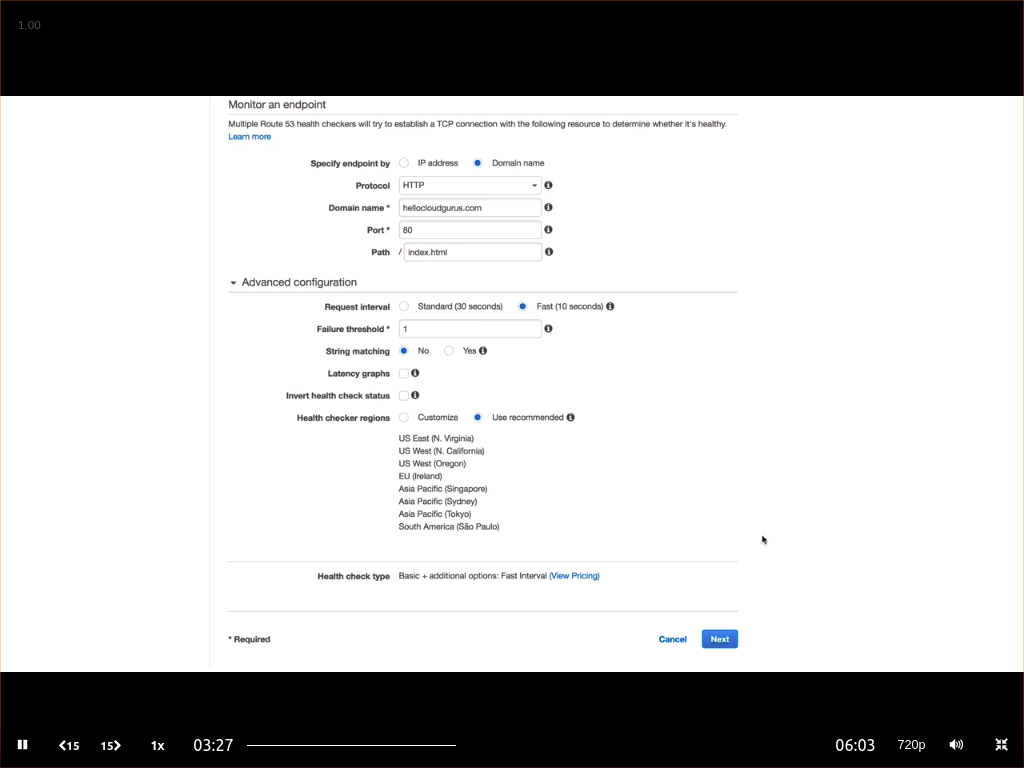 1.00
Monitor an endpoint
Multiple Route 53 health checkers will try to establish a TCP connection with the following resource to determine whether it's healthy.
Learn more
Specify endpoint by IP address Domain name
Protocol HTTP
Domain name * hellocloudgurus.com
Port * 80
Path / index.html
Advanced configuration
Request interval Standard (30 seconds) Fast (10 seconds)
Failure threshold * 1
String matching No Yes
Latency graphs
Invert health check status
Health checker regions Customize Use recommended
US East (N. Virginia)
US West (N. California)
US West (Oregon)
EU (Ireland)
Asia Pacific (Singapore)
Asia Pacific (Sydney)
Asia Pacific (Tokyo)
South America (São Paulo)
Health check type Basic + additional options: Fast Interval (View Pricing)
* Required Cancel Next
15 15 1x 03:27 06:03 720p